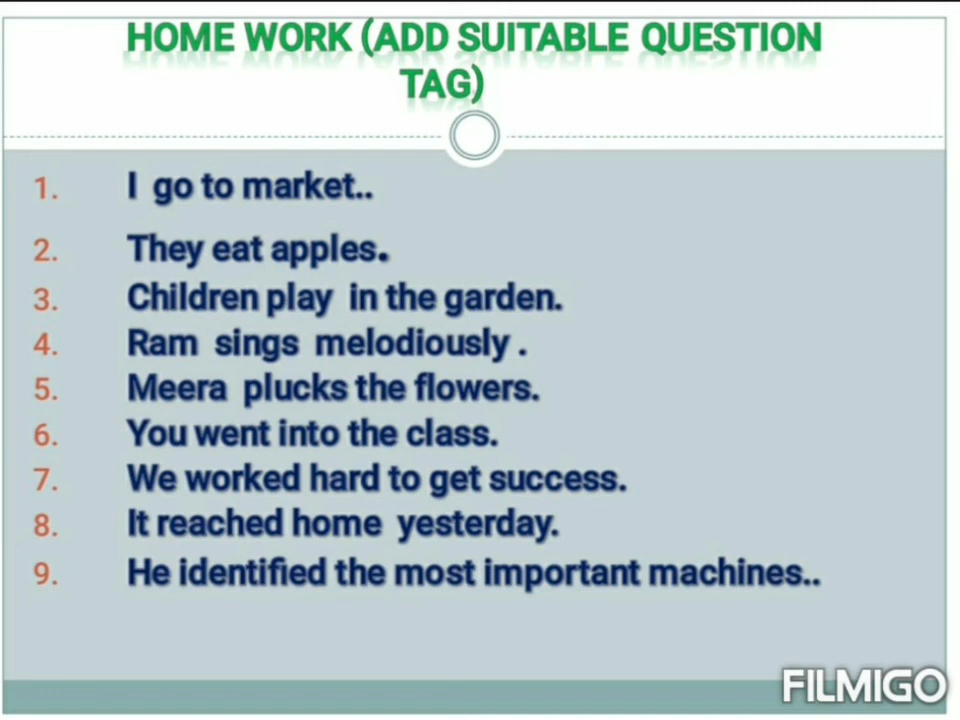 HOME WORK (ADD SUITABLE QUESTION
TAG)
1. I go to market..
2. They eat apples.
3. Children play in the garden.
4. Ram sings melodiously .
5. Meera plucks the flowers.
6. You went into the class.
7. We worked hard to get success.
8. It reached home yesterday.
9. He identified the most important machines..
FILMIGO